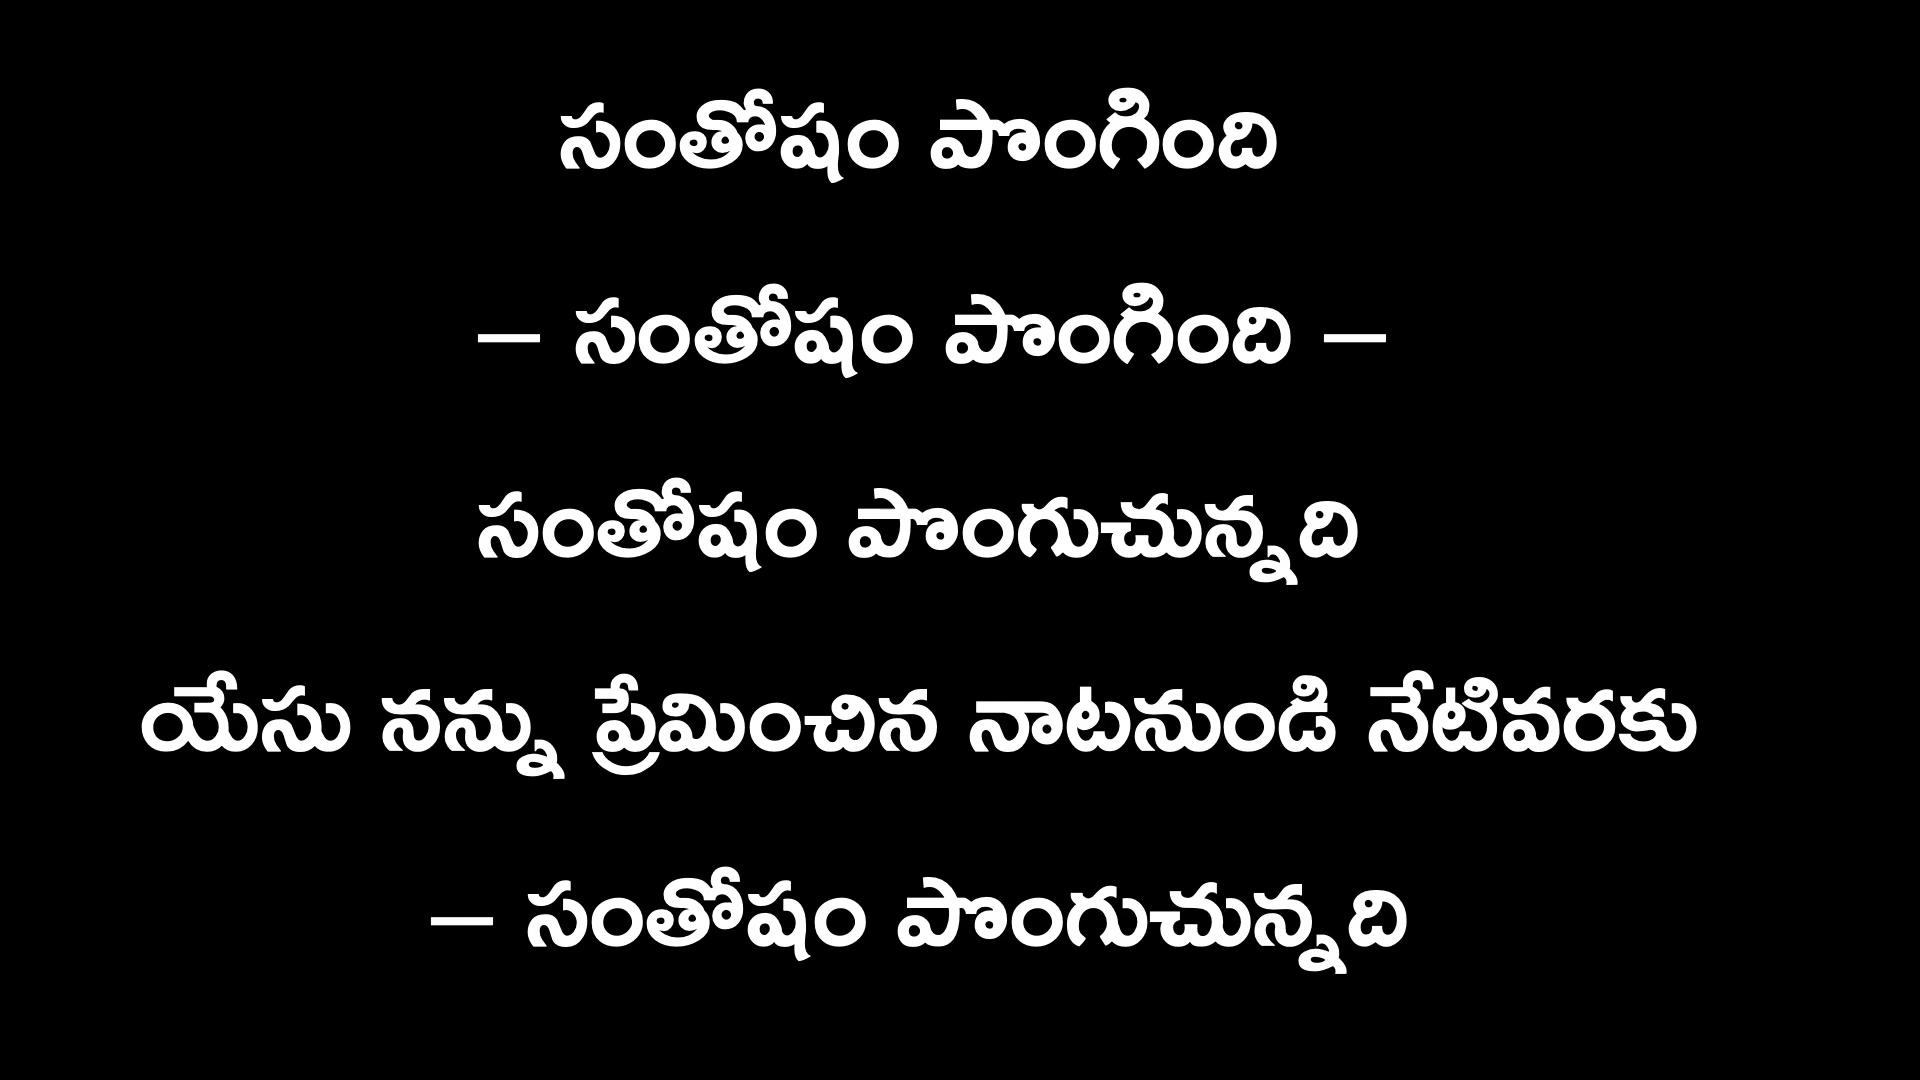 సంతోషం పొంగింది
– సంతోషం పొంగింది –
సంతోషం పొంగుచున్నది
యేసు నన్ను ప్రేమించిన నాటనుండి నేటివరకు
– సంతోషం పొంగుచున్నది